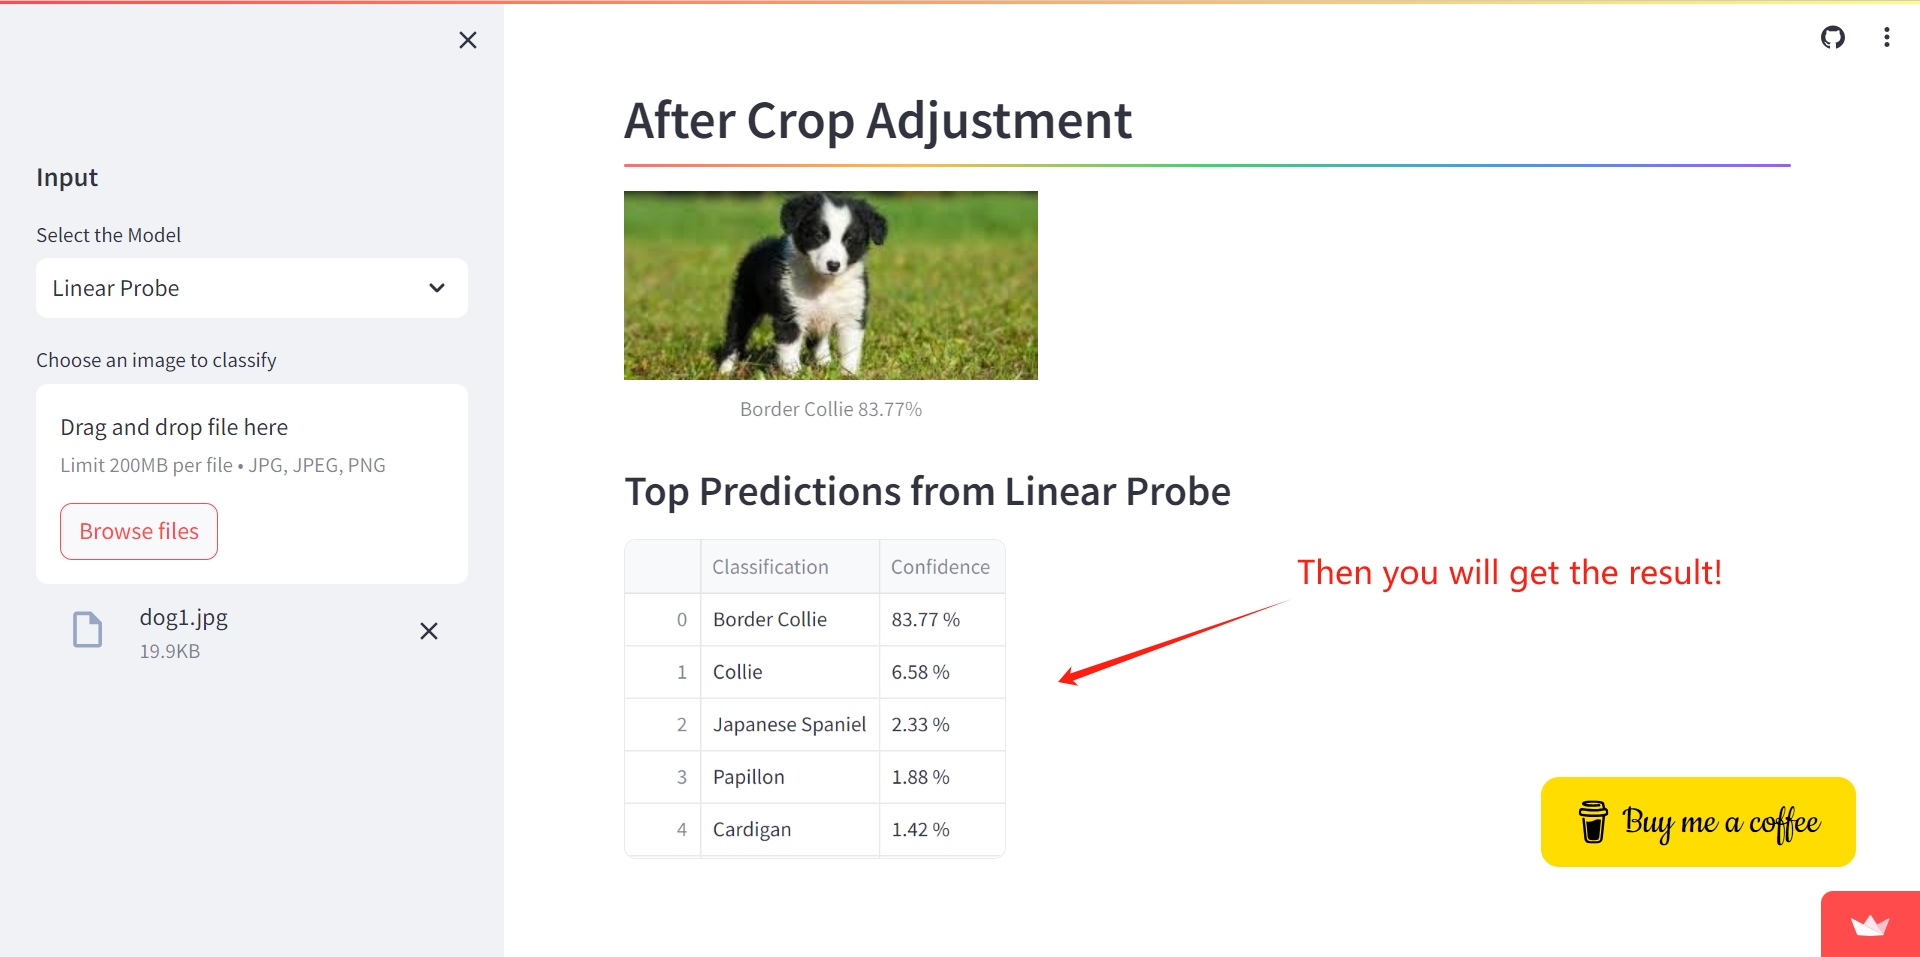 Input
Select the Model
Linear Probe
Choose an image to classify
Drag and drop file here
Limit 200MB per file • JPG, JPEG, PNG
Browse files
dog1.jpg
19.9KB
After Crop Adjustment
Border Collie 83.77%
Top Predictions from Linear Probe
Classification Confidence
0 Border Collie 83.77 %
1 Collie 6.58 %
2 Japanese Spaniel 2.33 %
3 Papillon 1.88 %
4 Cardigan 1.42 %
Then you will get the result!
Buy me a coffee